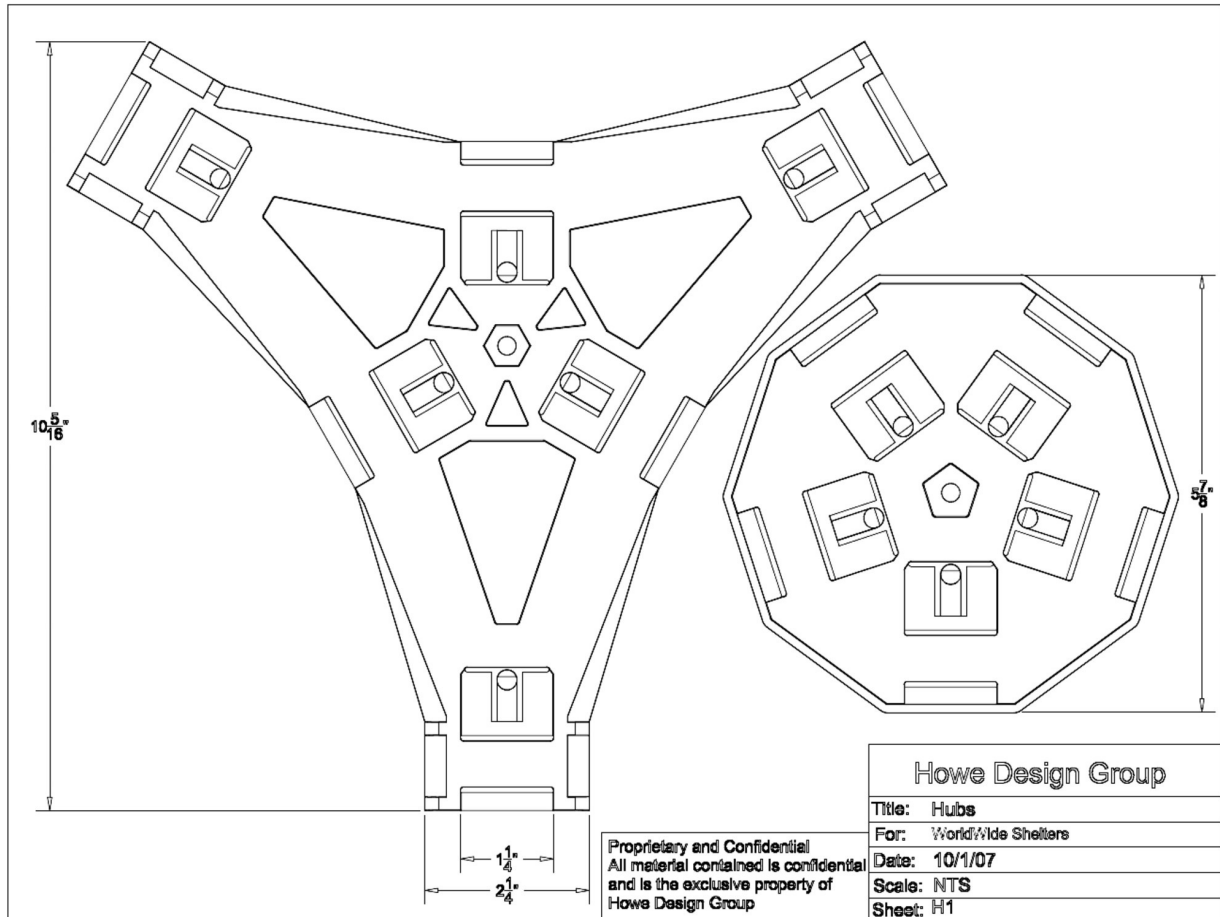 10 5/16"
5 7/8"
1 1/4"
2 1/4"
Proprietary and Confidential
All material contained is confidential
and is the exclusive property of
Howe Design Group
Howe Design Group
Title: Hubs
For: WorldWide Shelters
Date: 10/1/07
Scale: NTS
Sheet: H1